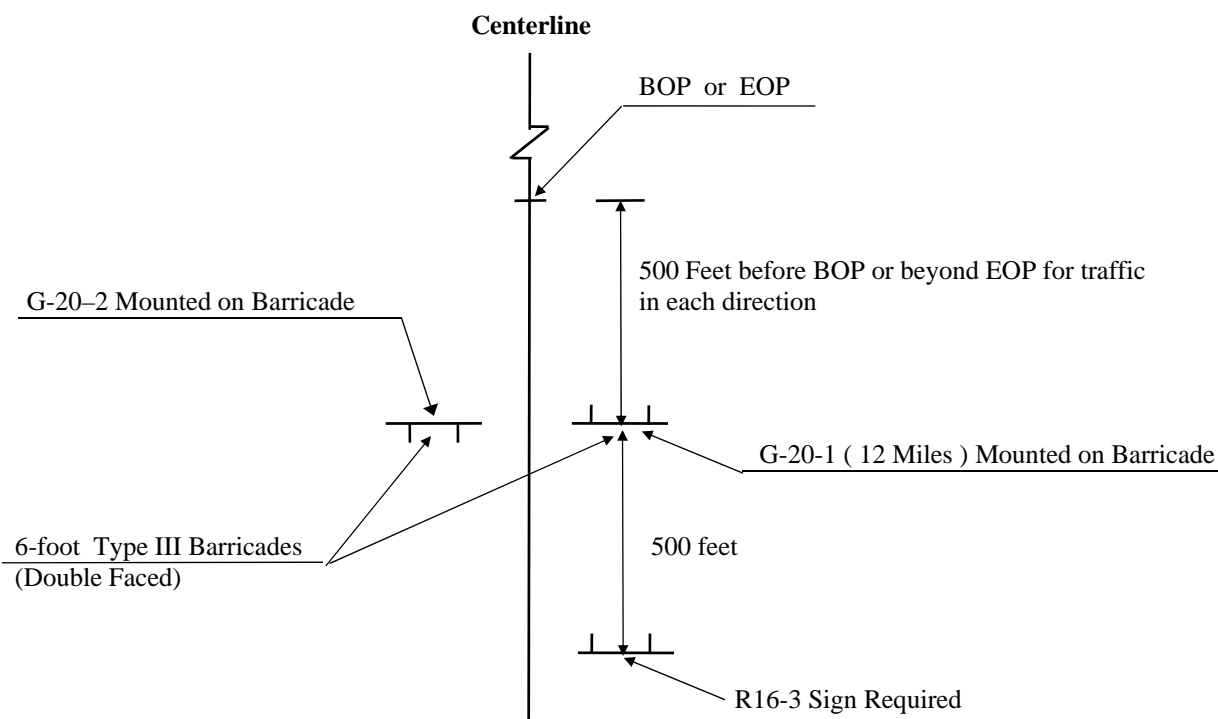 Centerline
BOP or EOP
500 Feet before BOP or beyond EOP for traffic
in each direction
G-20–2 Mounted on Barricade
G-20-1 ( 12 Miles ) Mounted on Barricade
6-foot Type III Barricades
(Double Faced)
500 feet
R16-3 Sign Required